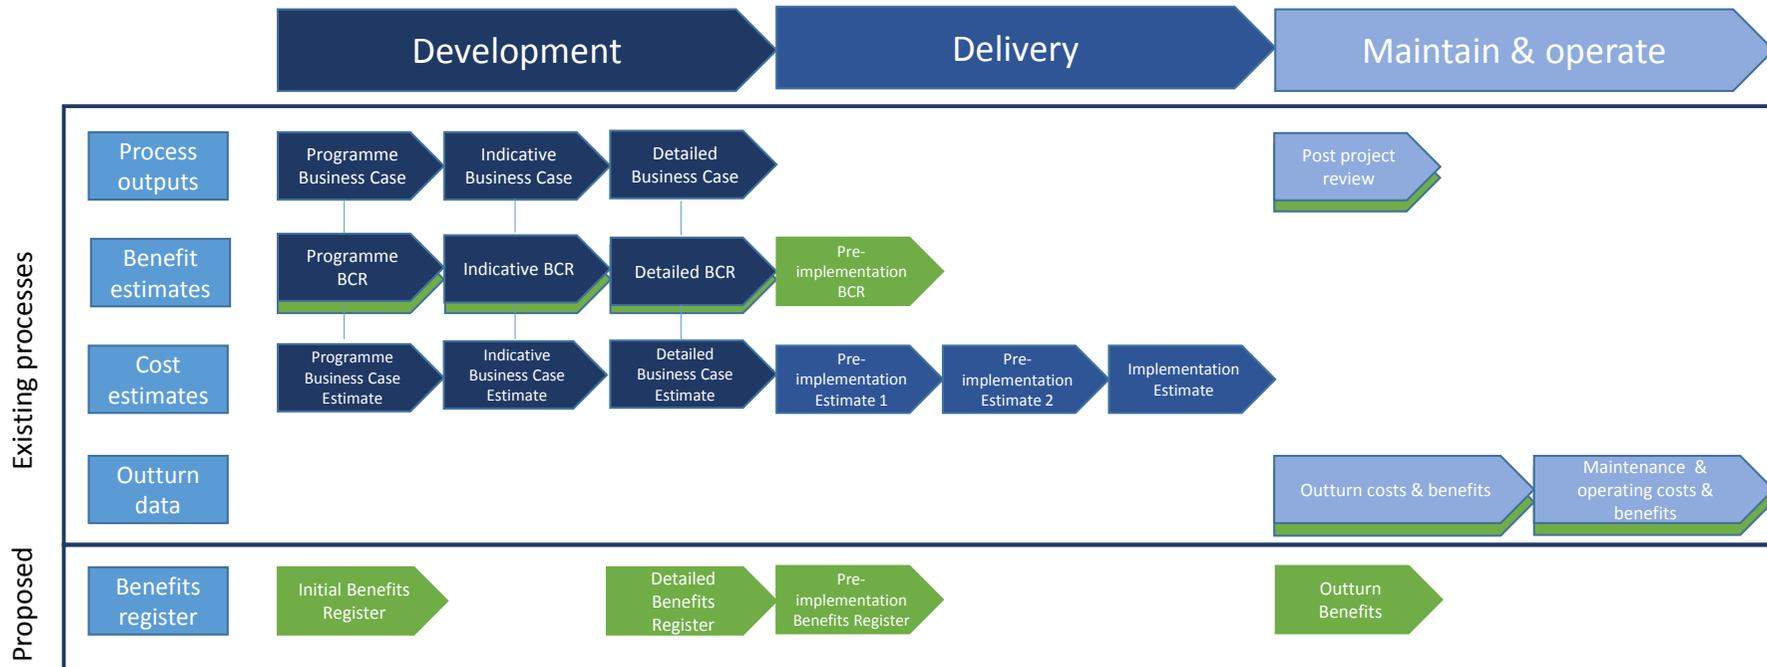 Development
Delivery
Maintain & operate
Existing processes
Process
outputs
Programme
Business Case
Indicative
Business Case
Detailed
Business Case
Post project
review
Benefit
estimates
Programme
BCR
Indicative BCR
Detailed BCR
Pre-
implementation
BCR
Cost
estimates
Programme
Business Case
Estimate
Indicative
Business Case
Estimate
Detailed
Business Case
Estimate
Pre-
implementation
Estimate 1
Pre-
implementation
Estimate 2
Implementation
Estimate
Outturn
data
Outturn costs & benefits
Maintenance &
operating costs &
benefits
Proposed
Benefits
register
Initial Benefits
Register
Detailed
Benefits
Register
Pre-
implementation
Benefits Register
Outturn
Benefits